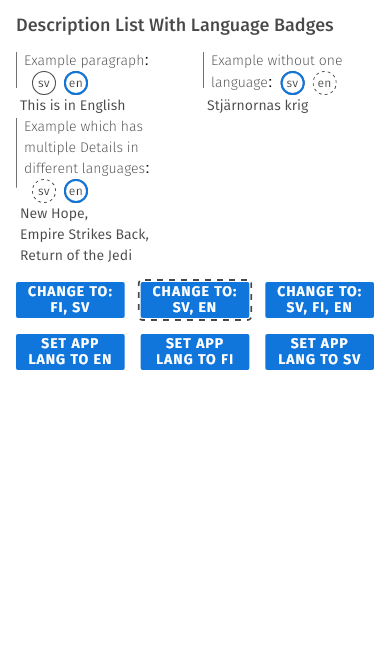 Description List With Language Badges
Example paragraph:
sv en
This is in English
Example without one
language: sv en
Stjärnornas krig
Example which has
multiple Details in
different languages:
sv en
New Hope,
Empire Strikes Back,
Return of the Jedi
CHANGE TO:
FI, SV
CHANGE TO:
SV, EN
CHANGE TO:
SV, FI, EN
SET APP
LANG TO EN
SET APP
LANG TO FI
SET APP
LANG TO SV